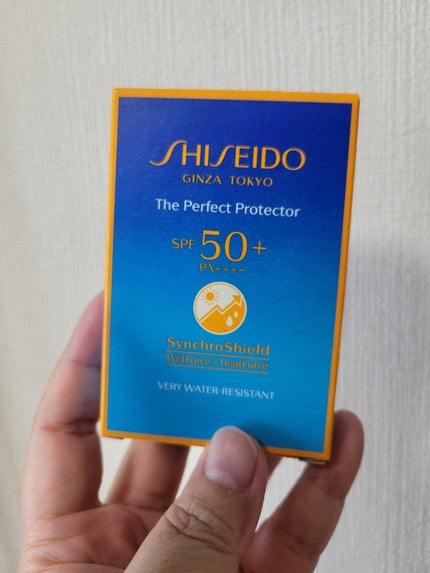 SHISEIDO
GINZA TOKYO
The Perfect Protector
SPF 50+
PA++++
SynchroShield
WetForce × HeatForce
VERY WATER-RESISTANT